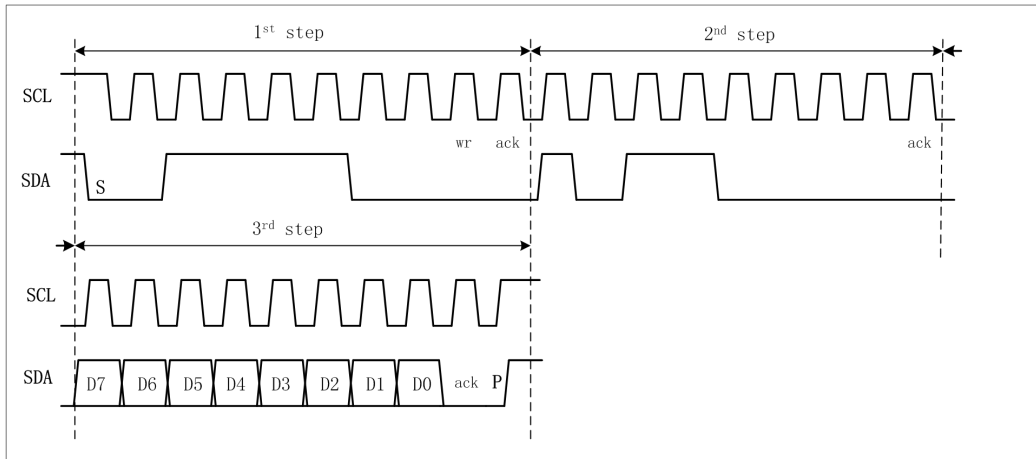 1st step
2nd step
SCL
wr ack
ack
SDA
S
3rd step
SCL
SDA
D7 D6 D5 D4 D3 D2 D1 D0 ack P